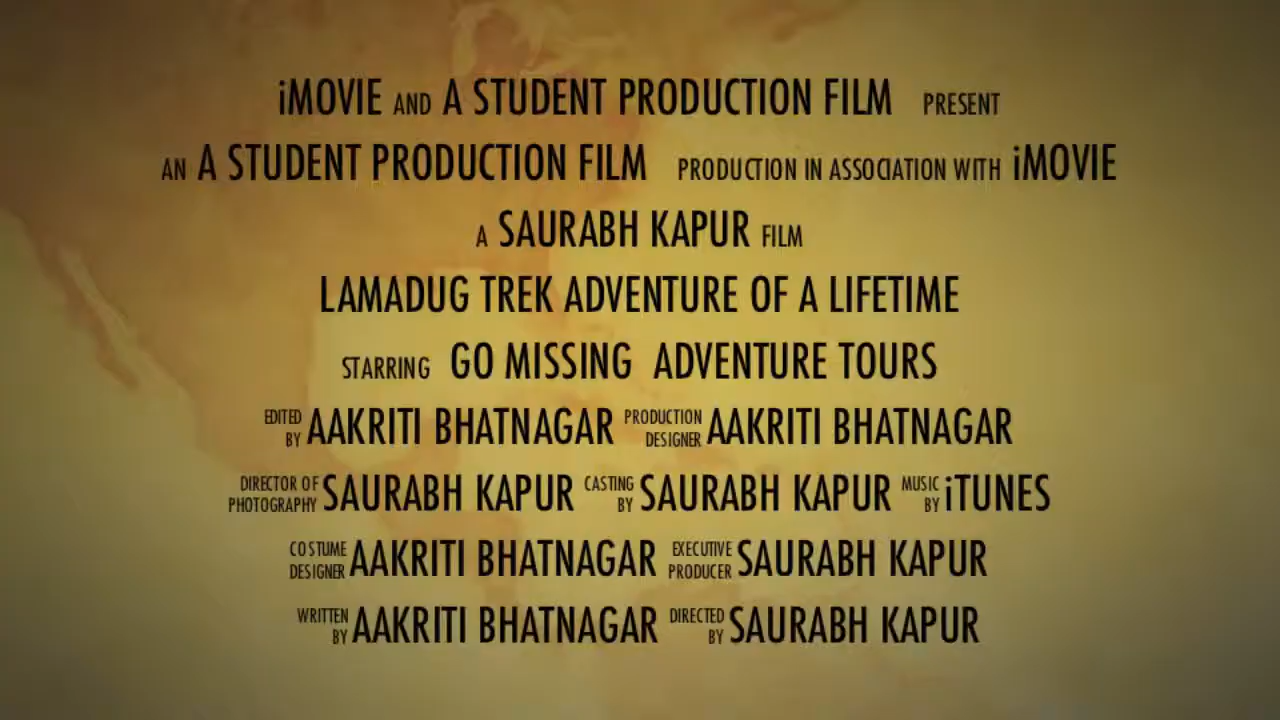 iMOVIE AND A STUDENT PRODUCTION FILM PRESENT
AN A STUDENT PRODUCTION FILM PRODUCTION IN ASSOCIATION WITH iMOVIE
A SAURABH KAPUR FILM
LAMADUG TREK ADVENTURE OF A LIFETIME
STARRING GO MISSING ADVENTURE TOURS
EDITED BY AAKRITI BHATNAGAR PRODUCTION DESIGNER AAKRITI BHATNAGAR
DIRECTOR OF PHOTOGRAPHY SAURABH KAPUR CASTING BY SAURABH KAPUR MUSIC BY iTUNES
COSTUME DESIGNER AAKRITI BHATNAGAR EXECUTIVE PRODUCER SAURABH KAPUR
WRITTEN BY AAKRITI BHATNAGAR DIRECTED BY SAURABH KAPUR